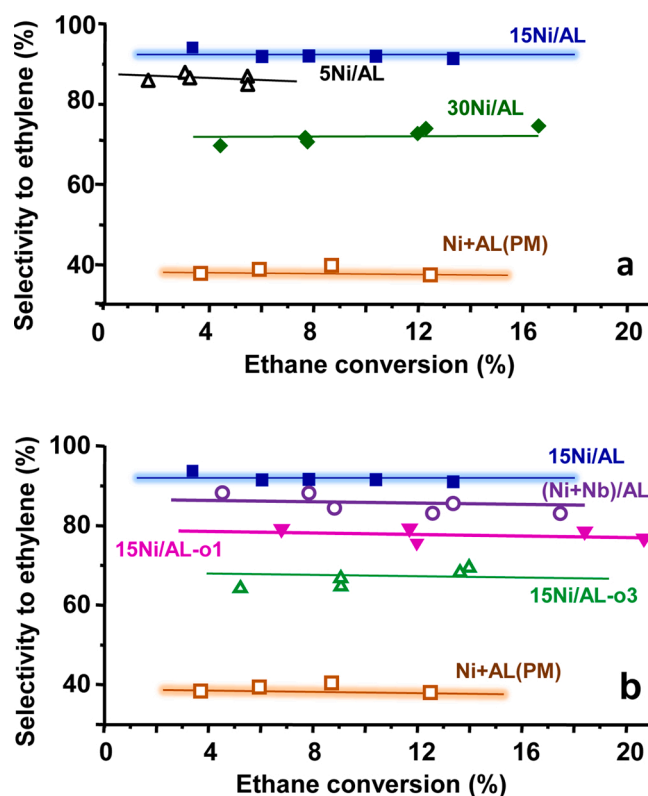 Selectivity to ethylene (%)
100
80
60
40
15Ni/AL
5Ni/AL
30Ni/AL
Ni+AL(PM)
a
0 4 8 12 16 20
Ethane conversion (%)
Selectivity to ethylene (%)
100
80
60
40
15Ni/AL
(Ni+Nb)/AL
15Ni/AL-o1
15Ni/AL-o3
Ni+AL(PM)
b
0 4 8 12 16 20
Ethane conversion (%)